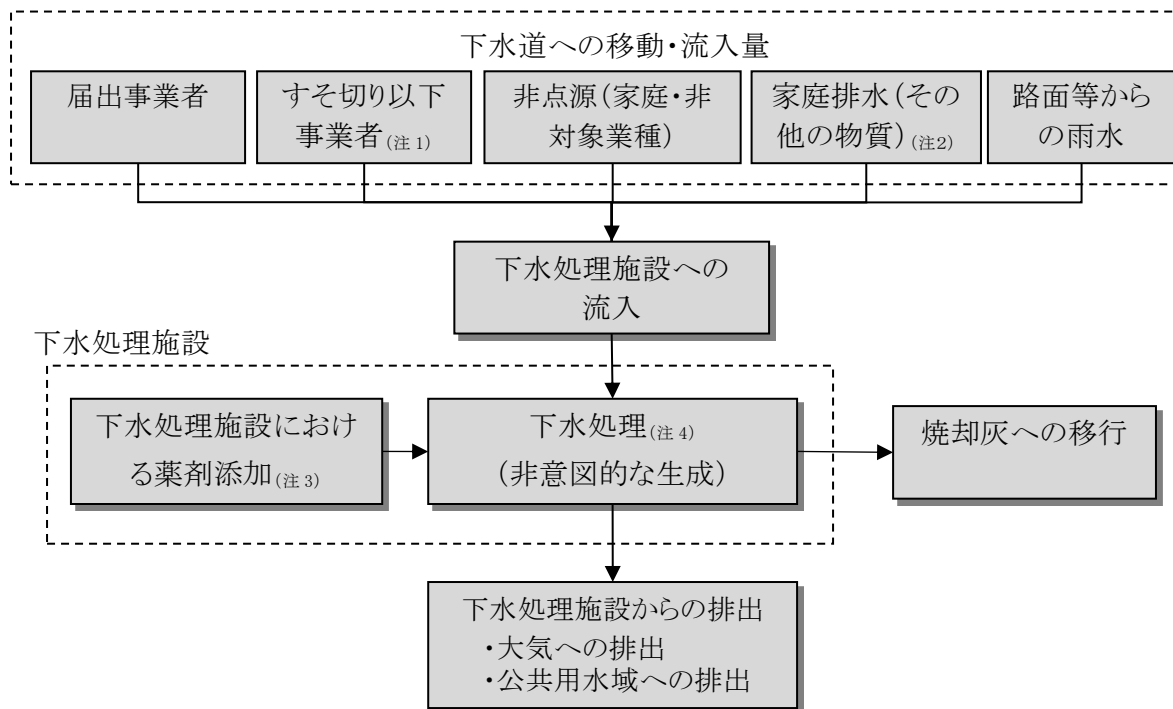 下水道への移動・流入量
届出事業者
すそ切り以下
事業者(注1)
非点源(家庭・非
対象業種)
家庭排水(その
他の物質)(注2)
路面等から
の雨水
下水処理施設への
流入
下水処理施設
下水処理施設におけ
る薬剤添加(注3)
下水処理(注4)
(非意図的な生成)
焼却灰への移行
下水処理施設からの排出
・大気への排出
・公共用水域への排出